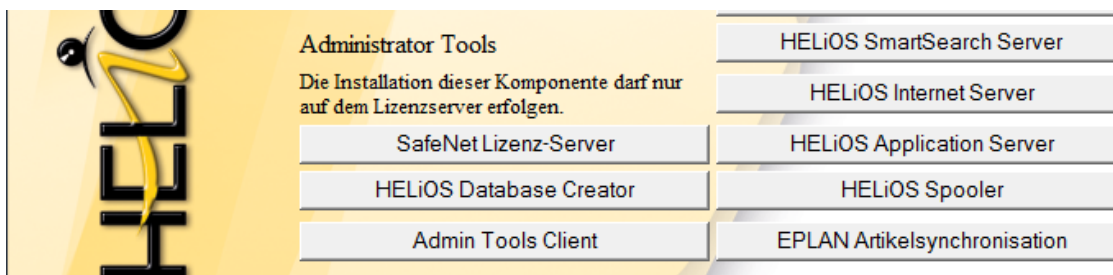 HELiO
Administrator Tools
Die Installation dieser Komponente darf nur
auf dem Lizenzserver erfolgen.
SafeNet Lizenz-Server
HELiOS Database Creator
Admin Tools Client
HELiOS SmartSearch Server
HELiOS Internet Server
HELiOS Application Server
HELiOS Spooler
EPLAN Artikelsynchronisation